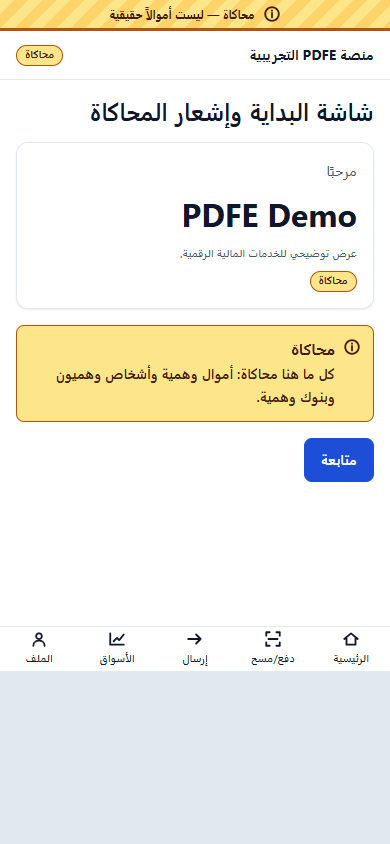 محاكاة — ليست أموالاً حقيقية
منصة PDFE التجريبية
محاكاة
شاشة البداية وإشعار المحاكاة
مرحبًا
PDFE Demo
عرض توضيحي للخدمات المالية الرقمية.
محاكاة
محاكاة
كل ما هنا محاكاة: أموال وهمية وأشخاص وهميون
وبنوك وهمية.
متابعة
الرئيسية
دفع/مسح
إرسال
الأسواق
الملف